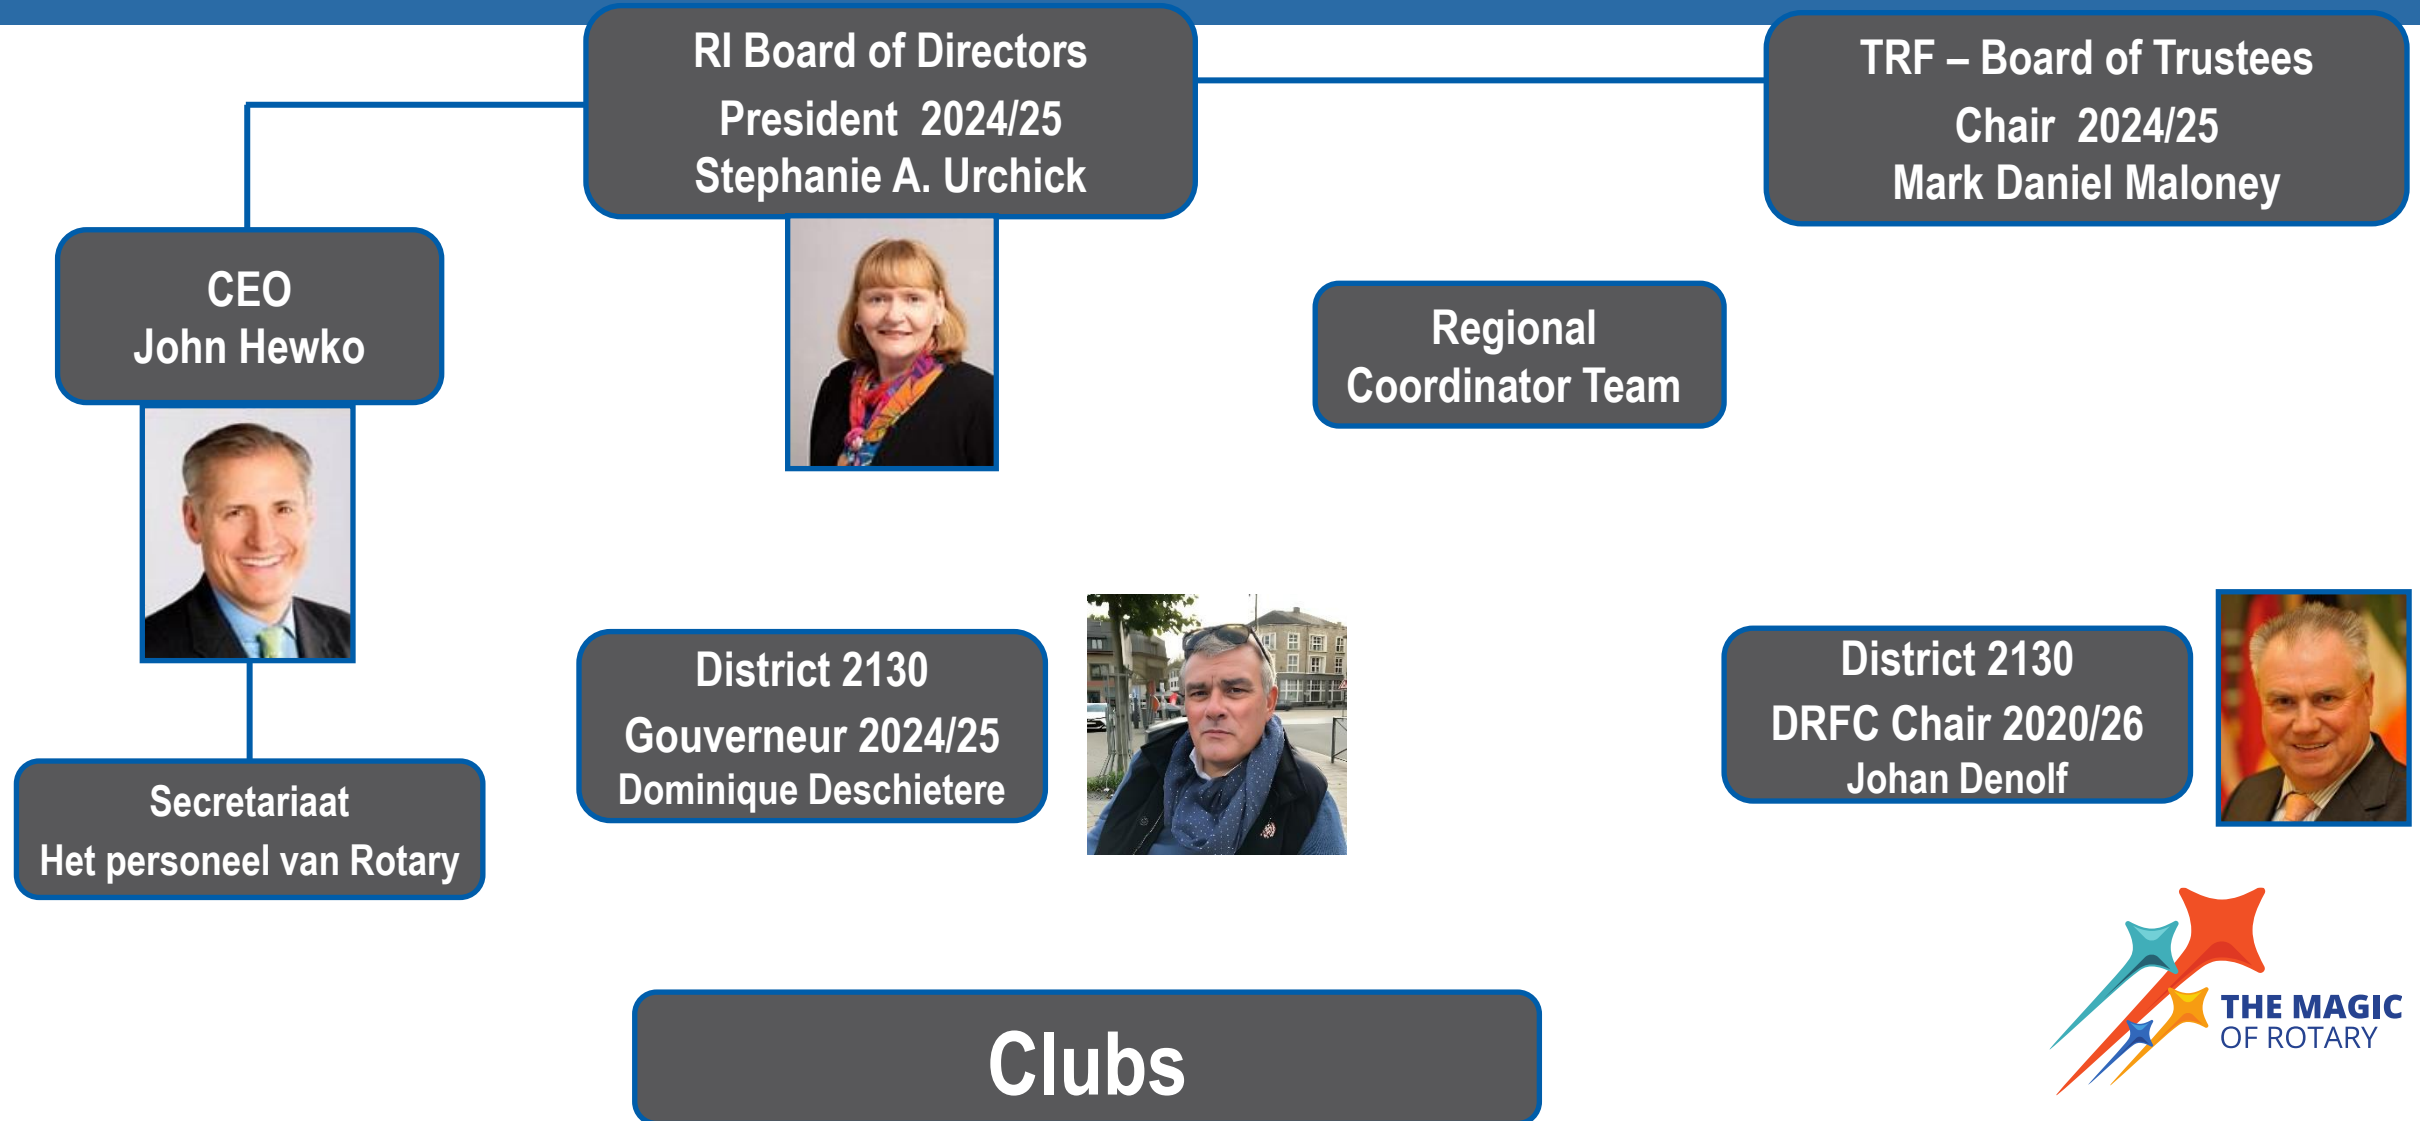 RI Board of Directors
President 2024/25
Stephanie A. Urchick
TRF – Board of Trustees
Chair 2024/25
Mark Daniel Maloney
CEO
John Hewko
Regional
Coordinator Team
District 2130
Gouverneur 2024/25
Dominique Deschietere
District 2130
DRFC Chair 2020/26
Johan Denolf
Secretariaat
Het personeel van Rotary
Clubs
THE MAGIC
OF ROTARY